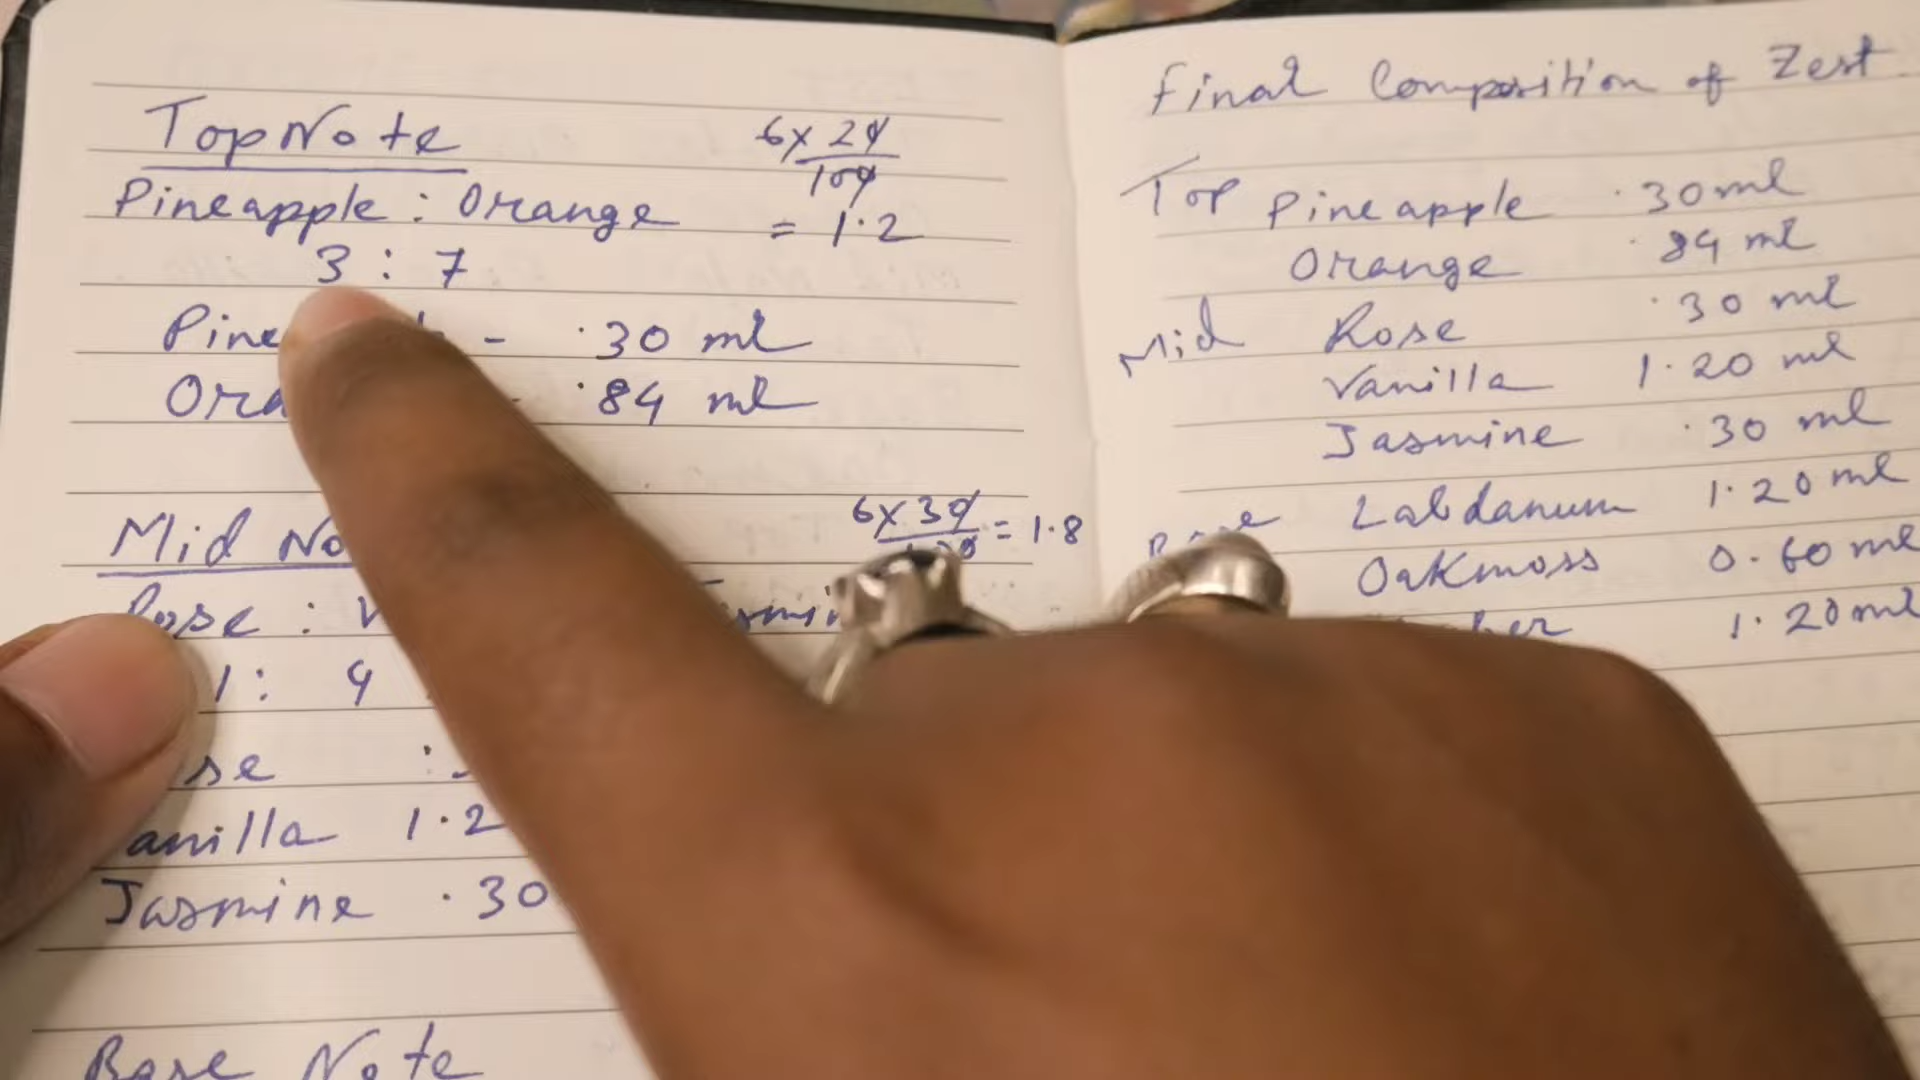 Top Note
6 x 20
100
= 1.2
Pineapple : Orange
3 : 7
- .30 ml
- .84 ml
Mid
6 x 30 = 1.8
Rose :
1 : 4
1.2
Jasmine .30
Base Note
Final Composition of Zest
Top Pineapple .30 ml
Orange .84 ml
Mid Rose .30 ml
Vanilla 1.20 ml
Jasmine .30 ml
Labdanum 1.20 ml
Oakmoss 0.60 ml
1.20 ml